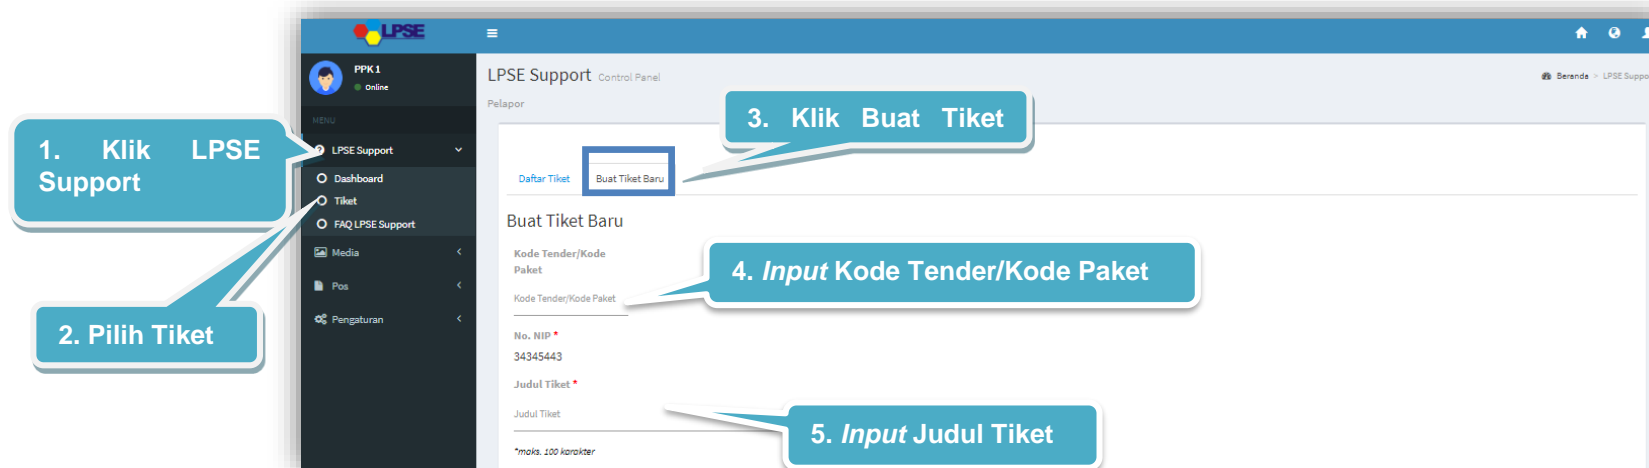 LPSE
PPK 1
Online
MENU
LPSE Support
Dashboard
Tiket
FAQ LPSE Support
Media
Pos
Pengaturan
1. Klik LPSE
Support
2. Pilih Tiket
LPSE Support Control Panel
Beranda > LPSE Suppo
Pelapor
3. Klik Buat Tiket
Daftar Tiket
Buat Tiket Baru
Buat Tiket Baru
Kode Tender/Kode
Paket
Kode Tender/Kode Paket
4. Input Kode Tender/Kode Paket
No. NIP *
34345443
Judul Tiket *
Judul Tiket
5. Input Judul Tiket
*maks. 100 karakter